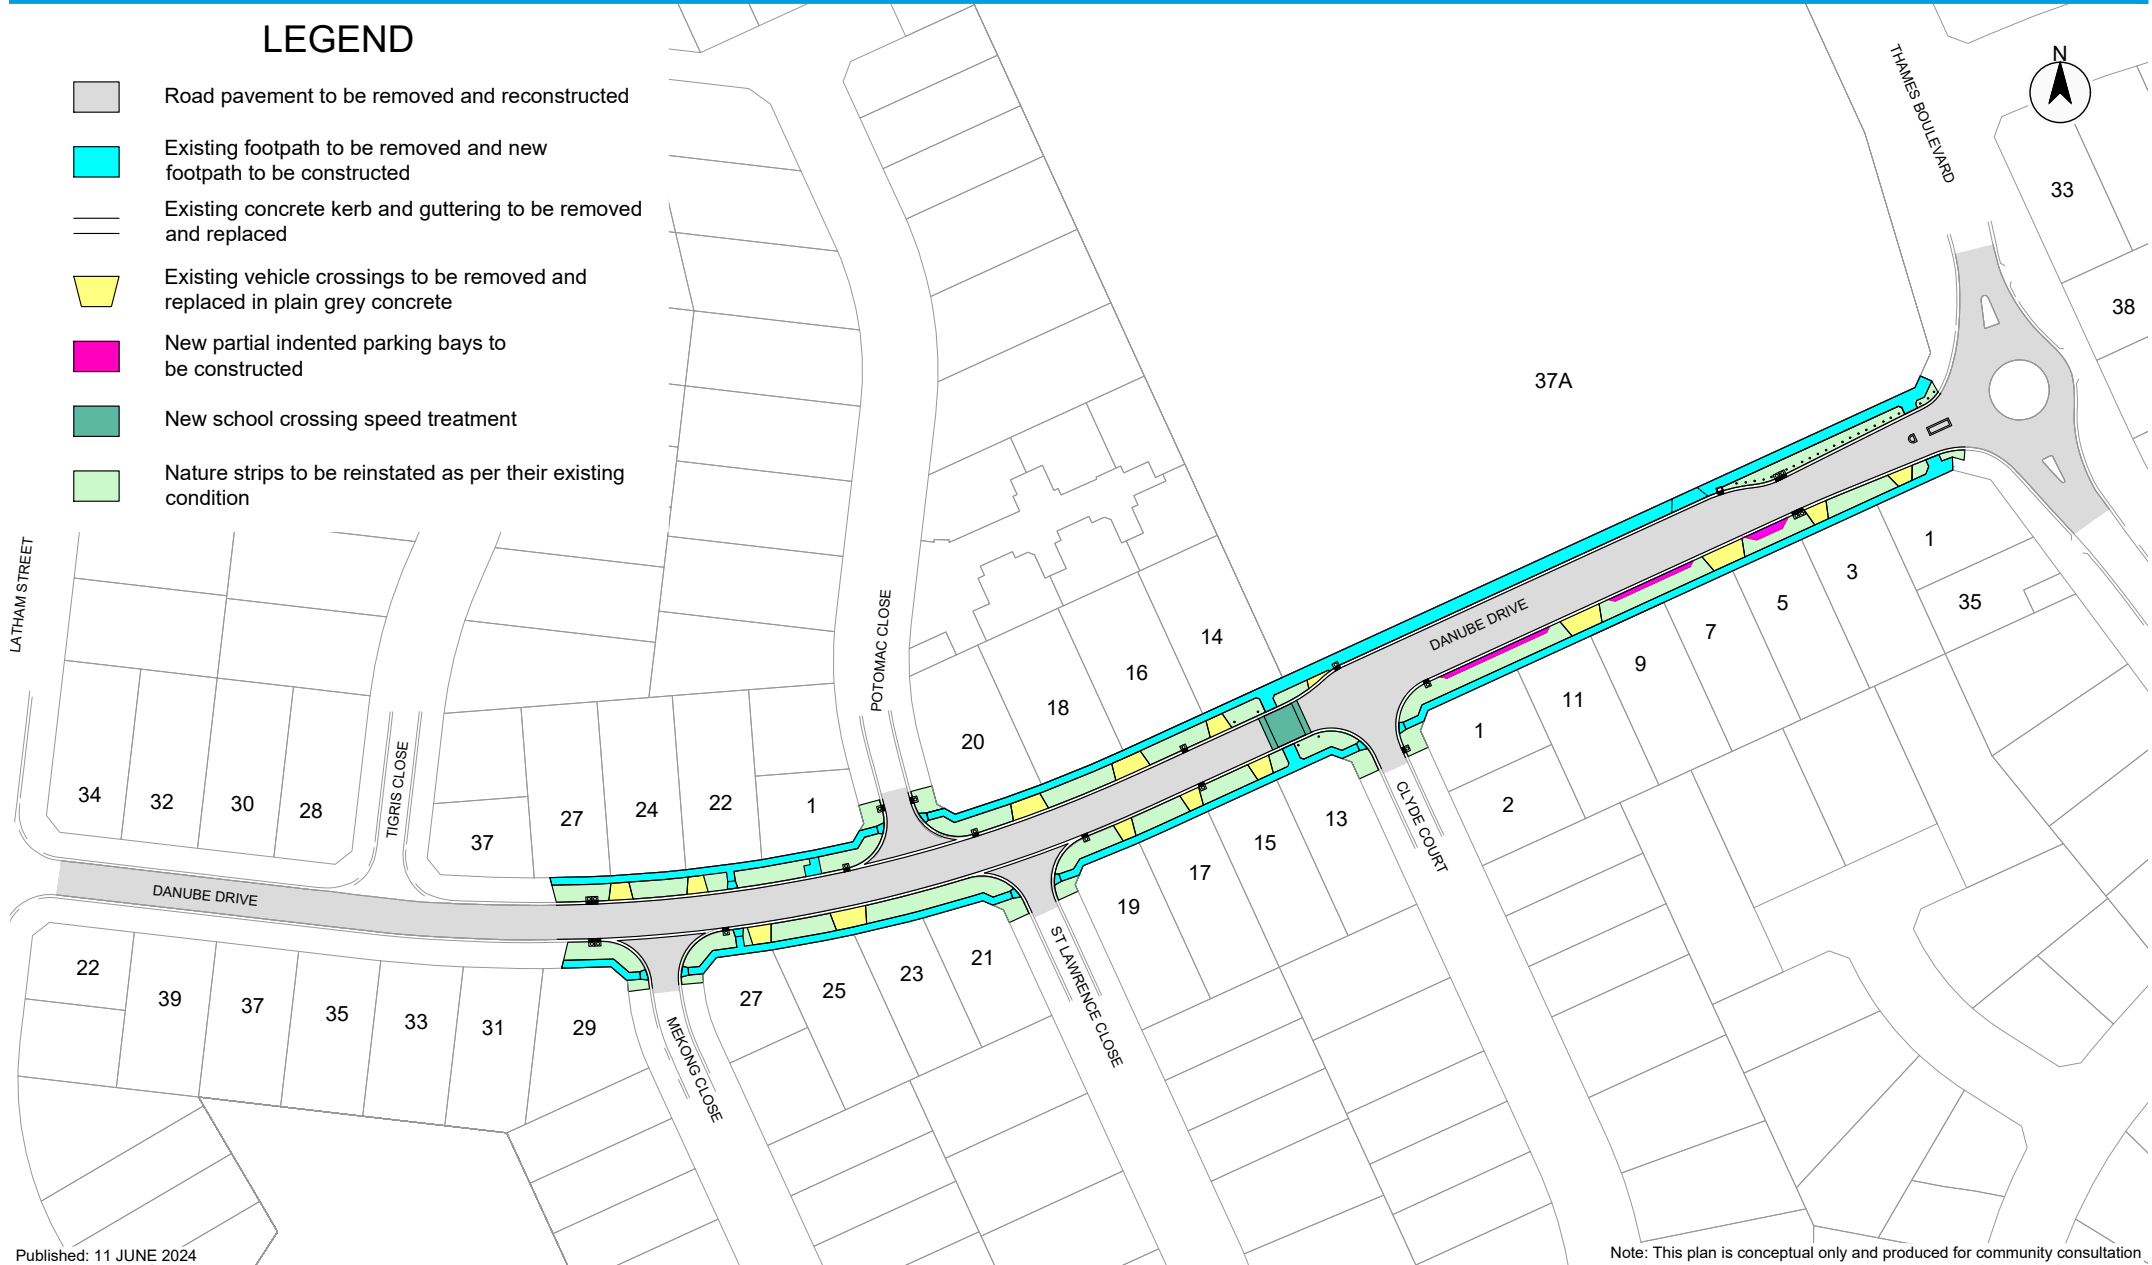 LEGEND
Road pavement to be removed and reconstructed
Existing footpath to be removed and new
footpath to be constructed
Existing concrete kerb and guttering to be removed
and replaced
Existing vehicle crossings to be removed and
replaced in plain grey concrete
New partial indented parking bays to
be constructed
New school crossing speed treatment
Nature strips to be reinstated as per their existing
condition
N
THAMES BOULEVARD
33
38
37A
LATHAM STREET
POTOMAC CLOSE
DANUBE DRIVE
14
16
18
20
1
3
35
5
7
9
11
1
2
TIGRIS CLOSE
34
32
30
28
37
27
24
22
1
CLYDE COURT
13
15
17
19
DANUBE DRIVE
ST LAWRENCE CLOSE
21
23
25
27
MEKONG CLOSE
22
39
37
35
33
31
29
Published: 11 JUNE 2024
Note: This plan is conceptual only and produced for community consultation